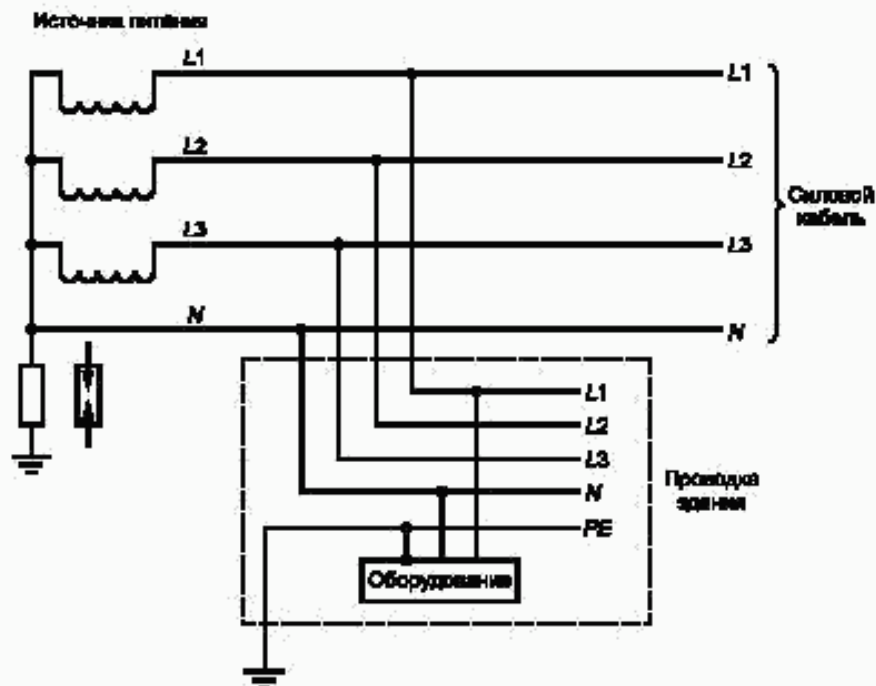 Источник питания
L1
L1
L2
L2
L3
L3
N
N
Силовой
кабель
L1
L2
L3
N
PE
Проводка
здания
Оборудование